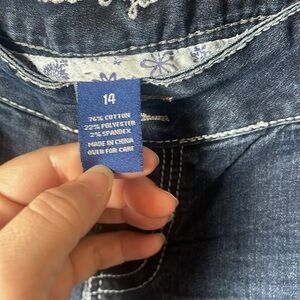 14
76% COTTON
22% POLYESTER
2% SPANDEX
MADE IN CHINA
OVER FOR CARE